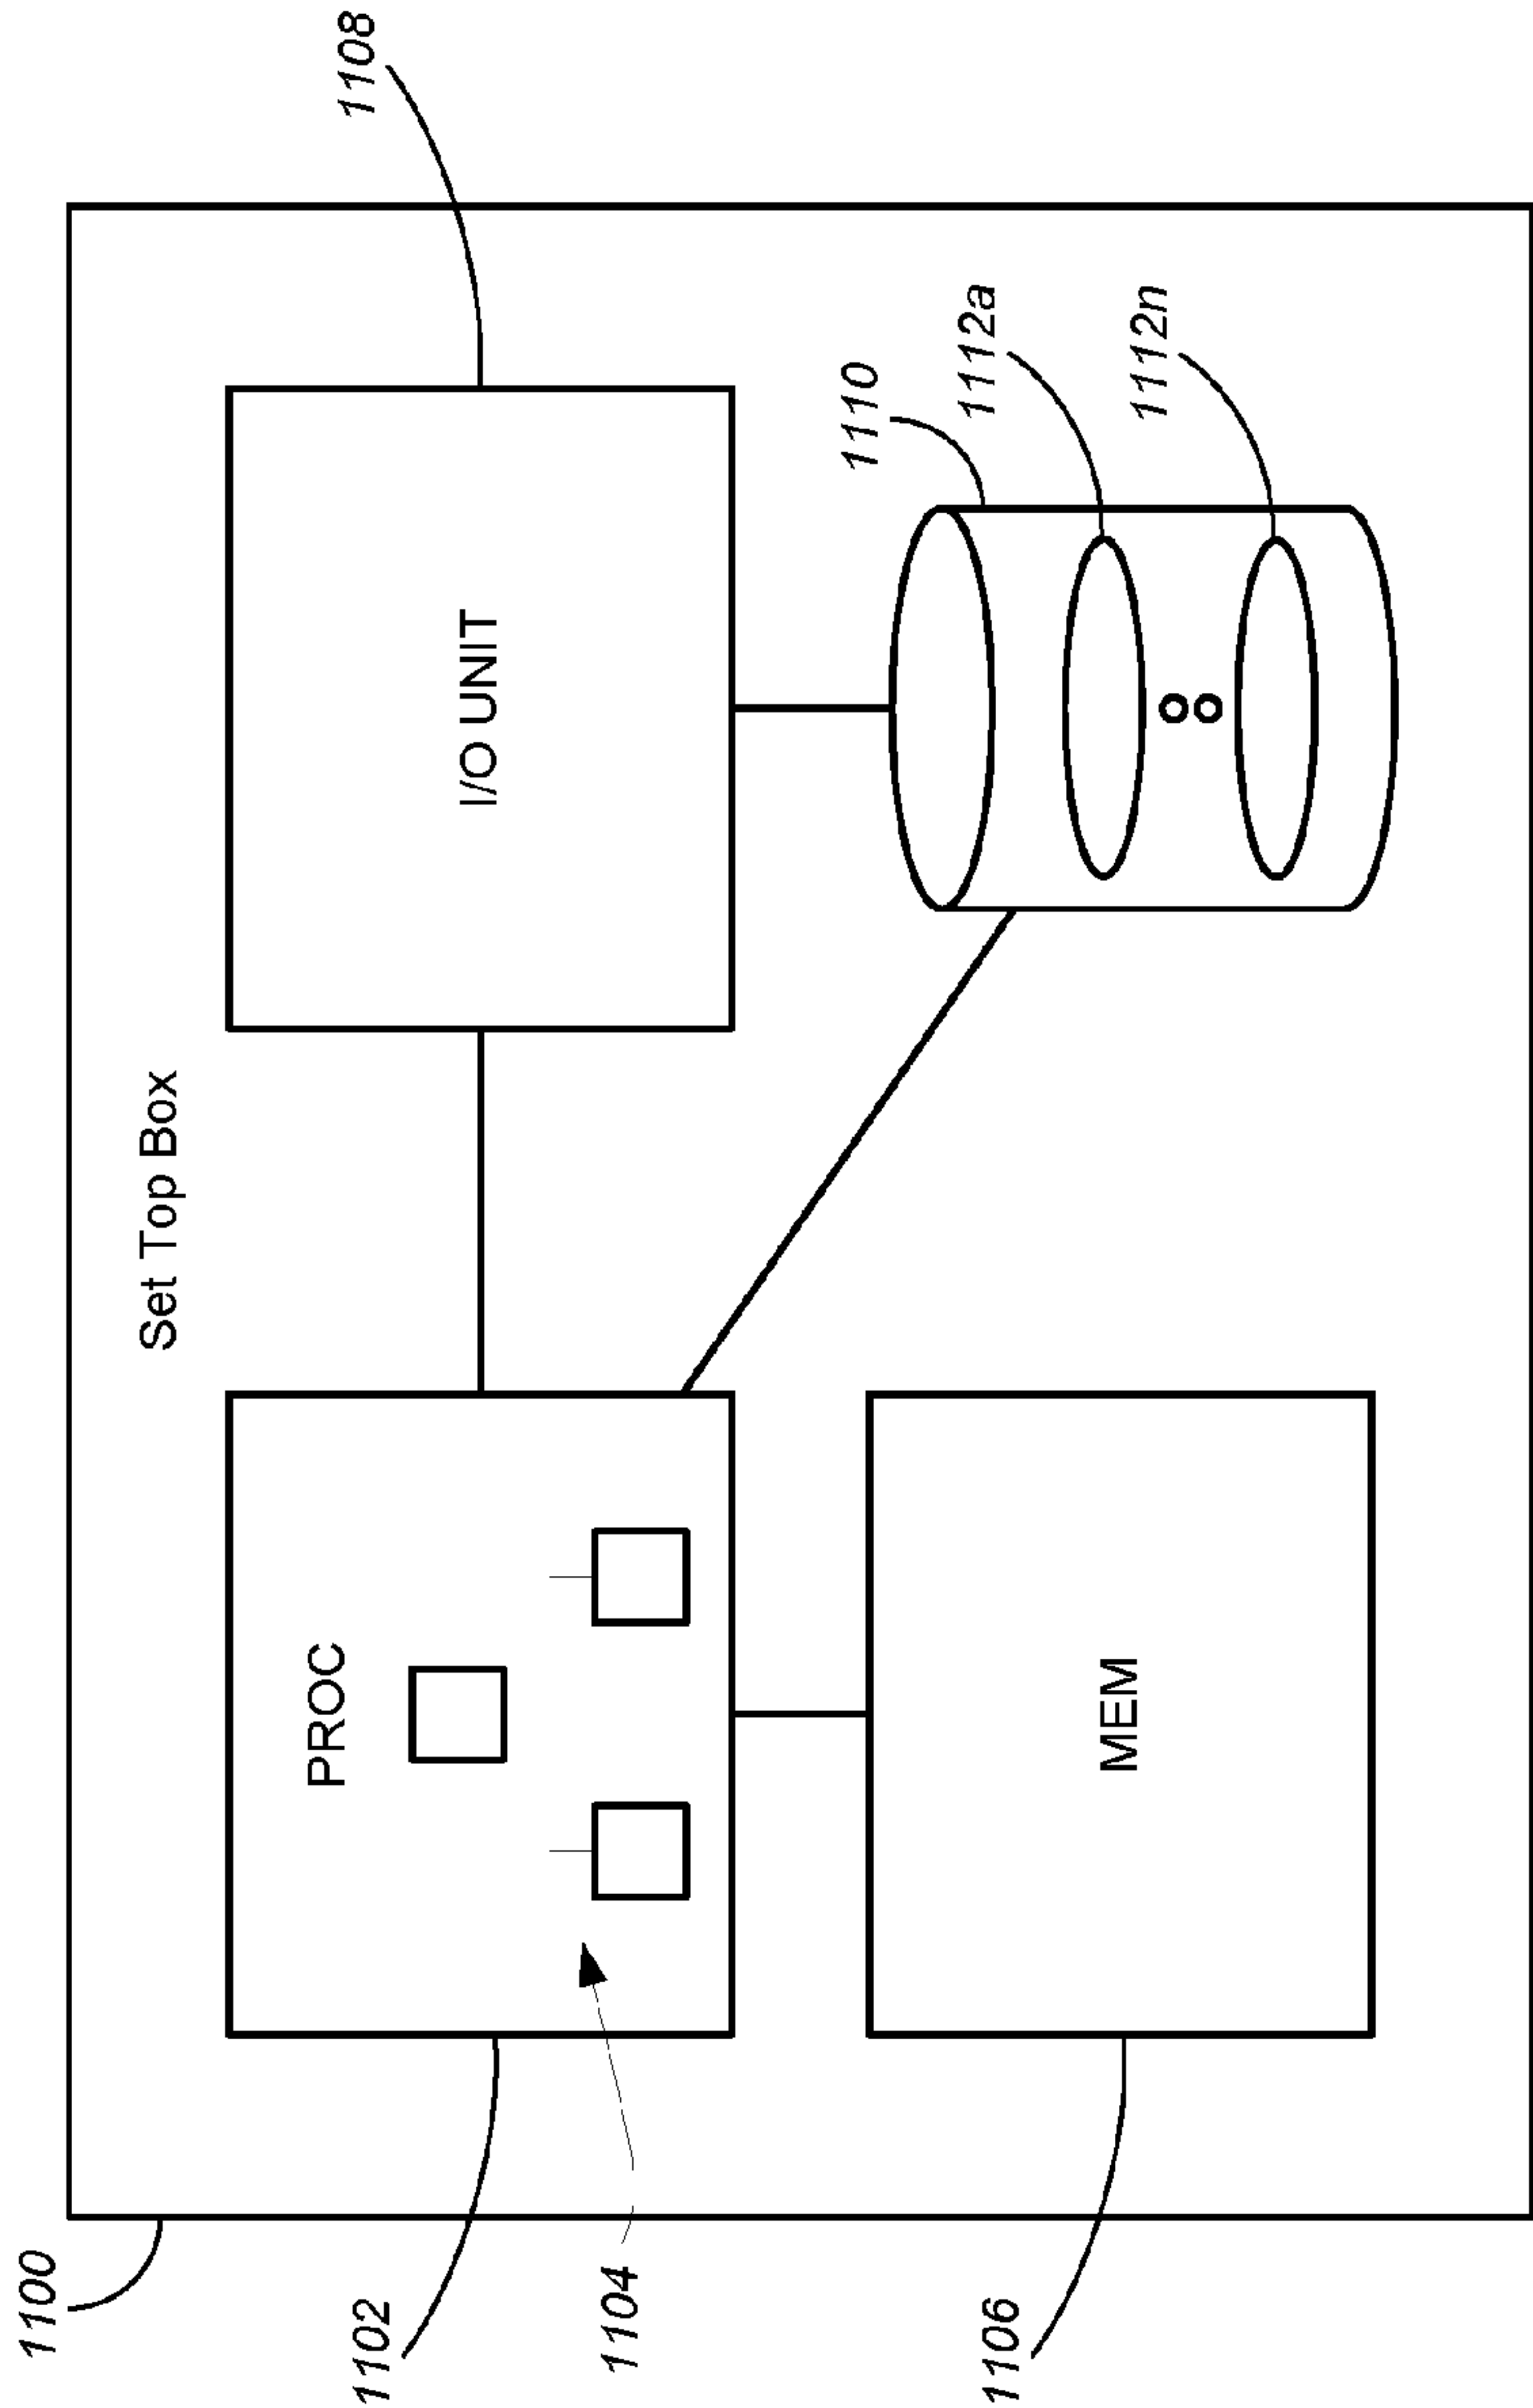 1100
Set Top Box
1102
PROC
1104
I/O UNIT
1108
1106
MEM
1110
1112a
1112n